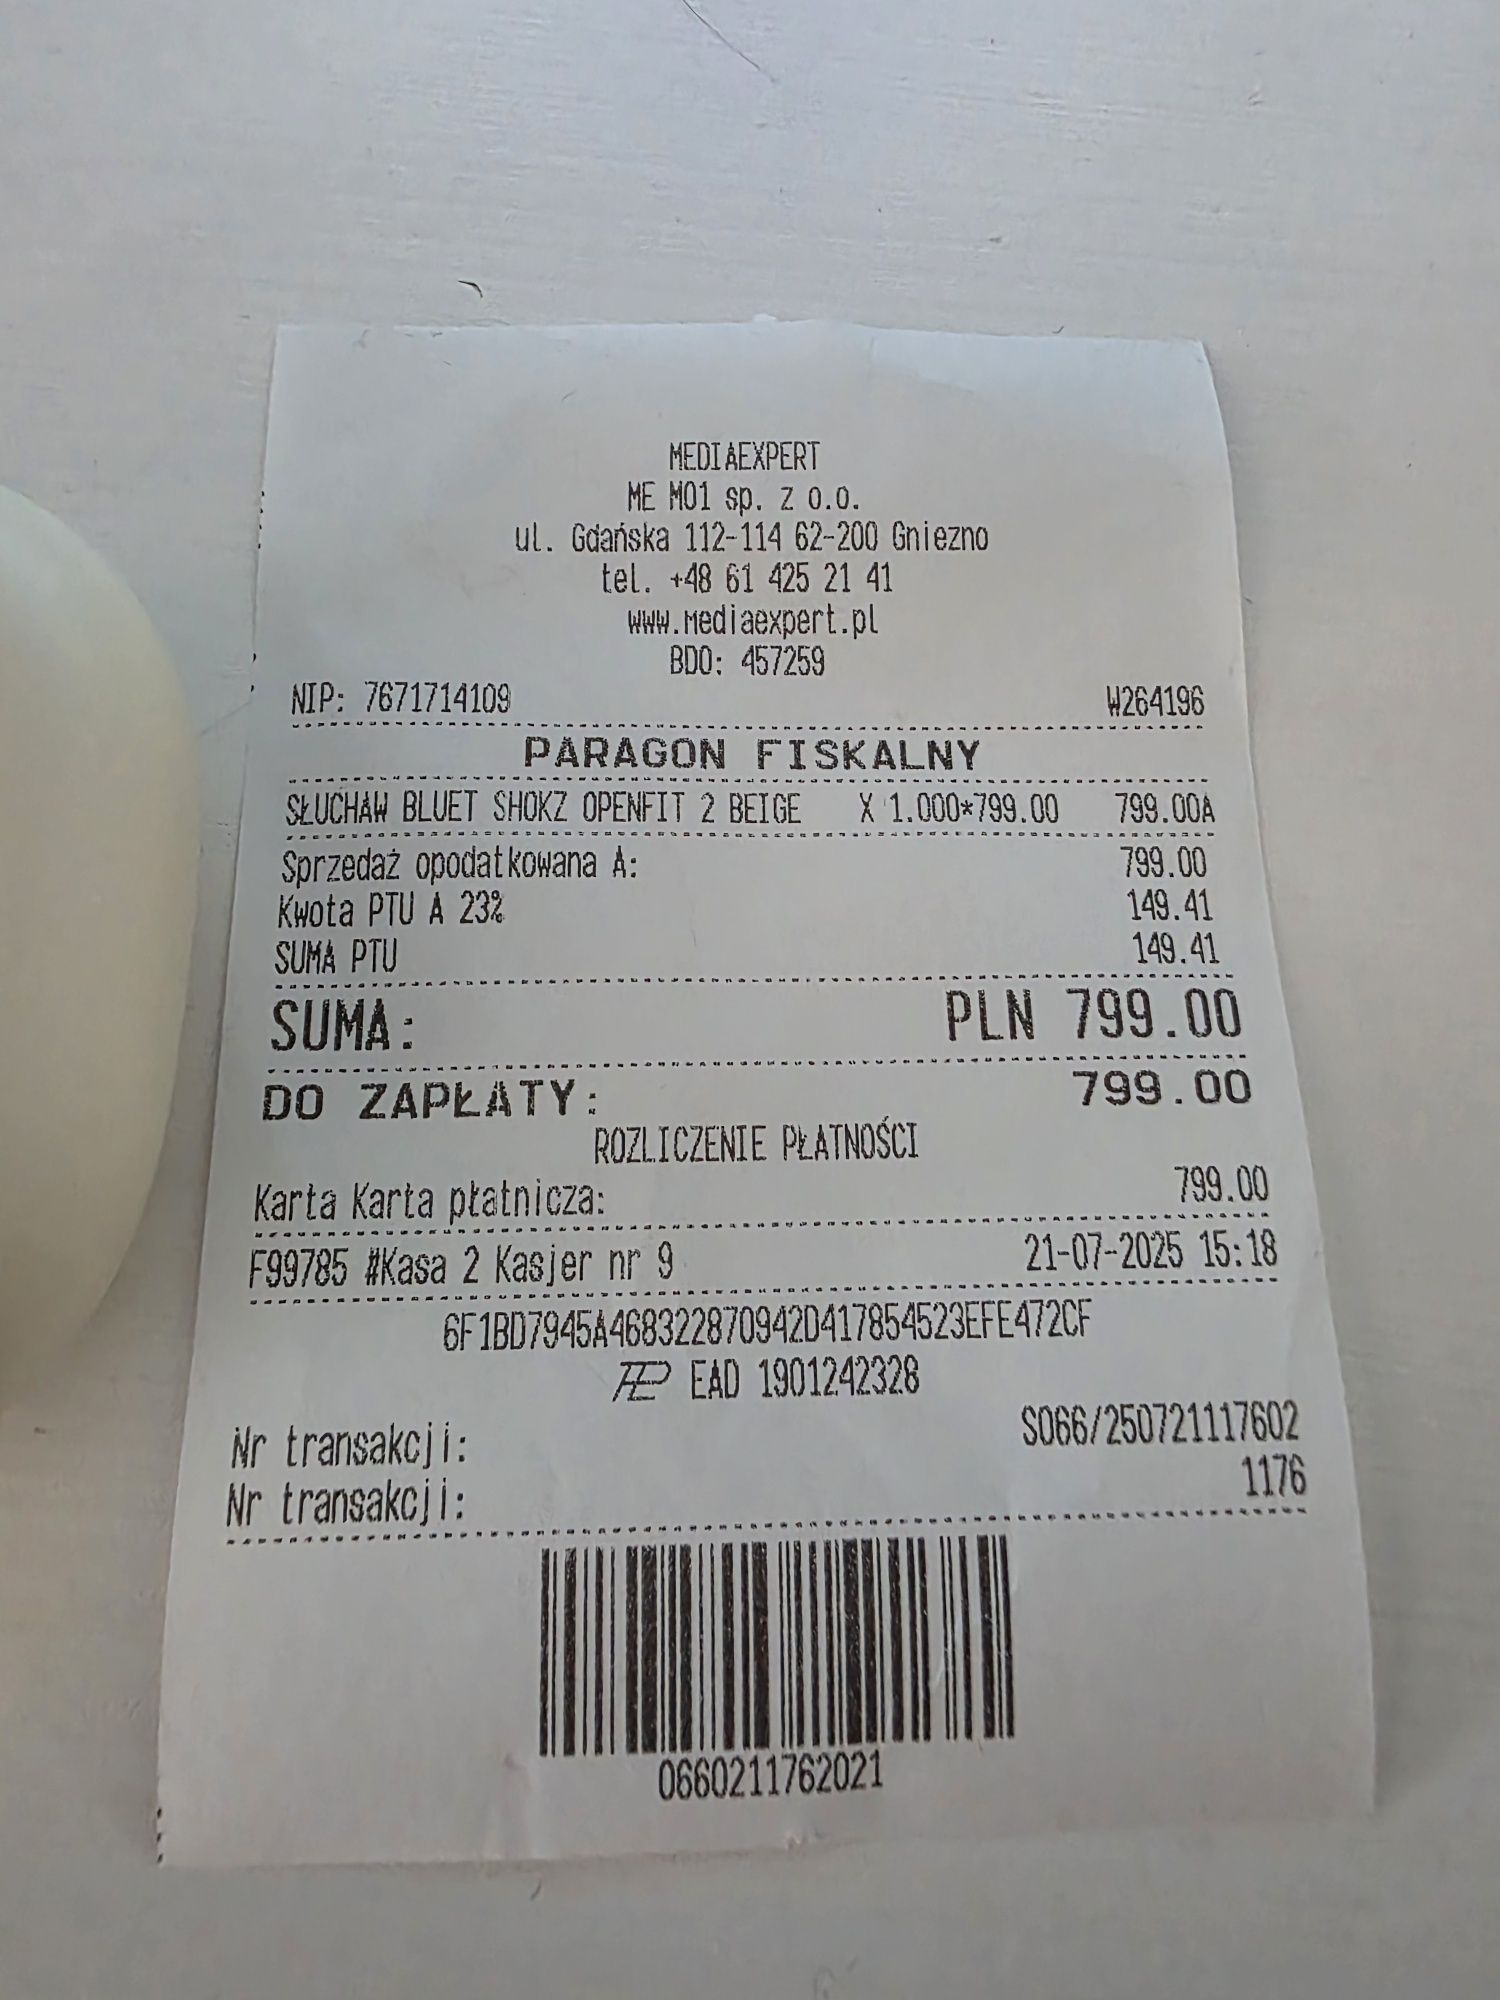 MEDIAEXPERT
ME M01 sp. z o.o.
ul. Gdańska 112-114 62-200 Gniezno
tel. +48 61 425 21 41
www.mediaexpert.pl
BDO: 457259
NIP: 7671714109 W264196
PARAGON FISKALNY
SŁUCHAW BLUET SHOKZ OPENFIT 2 BEIGE X 1.000*799.00 799.00A
Sprzedaż opodatkowana A: 799.00
Kwota PTU A 23% 149.41
SUMA PTU 149.41
SUMA: PLN 799.00
DO ZAPŁATY: 799.00
ROZLICZENIE PŁATNOŚCI
Karta Karta płatnicza: 799.00
F99785 #Kasa 2 Kasjer nr 9 21-07-2025 15:18
6F1BD7945A468322870942D417854523EFE472CF
EAD 1901242328
Nr transakcji: S066/250721117602
Nr transakcji: 1176
0660211762021